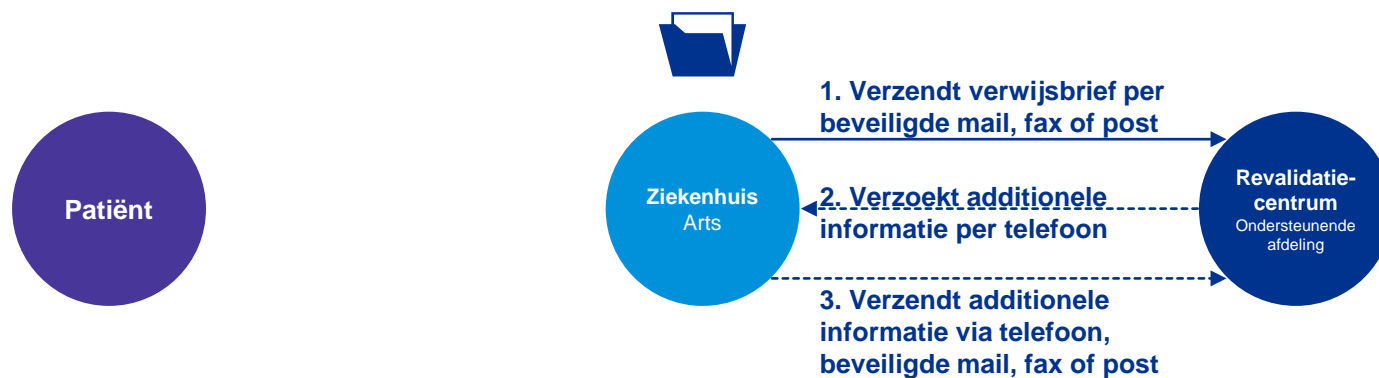 1. Verzendt verwijsbrief per
beveiligde mail, fax of post
Patiënt
Ziekenhuis
Arts
2. Verzoekt additionele
informatie per telefoon
Revalidatie-
centrum
Ondersteunende
afdeling
3. Verzendt additionele
informatie via telefoon,
beveiligde mail, fax of post